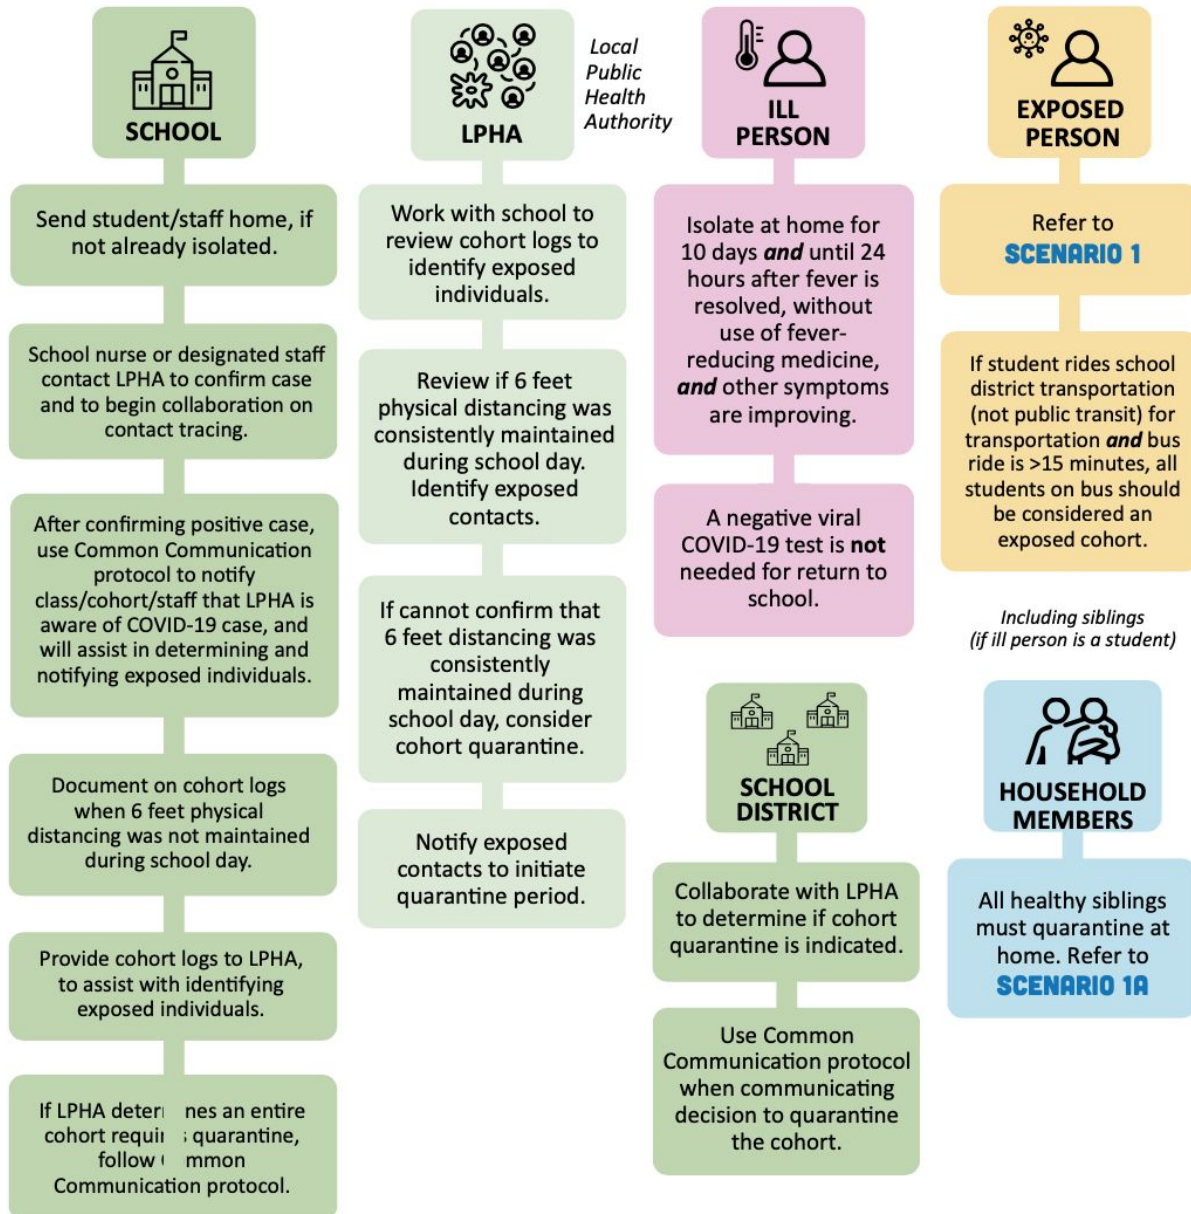 SCHOOL
Send student/staff home, if
not already isolated.
School nurse or designated staff
contact LPHA to confirm case
and to begin collaboration on
contact tracing.
After confirming positive case,
use Common Communication
protocol to notify
class/cohort/staff that LPHA is
aware of COVID-19 case, and
will assist in determining and
notifying exposed individuals.
Document on cohort logs
when 6 feet physical
distancing was not maintained
during school day.
Provide cohort logs to LPHA,
to assist with identifying
exposed individuals.
If LPHA deter nes an entire
cohort requi s quarantine,
follow mmon
Communication protocol.
LPHA
Local
Public
Health
Authority
Work with school to
review cohort logs to
identify exposed
individuals.
Review if 6 feet
physical distancing was
consistently maintained
during school day.
Identify exposed
contacts.
If cannot confirm that
6 feet distancing was
consistently
maintained during
school day, consider
cohort quarantine.
Notify exposed
contacts to initiate
quarantine period.
ILL
PERSON
Isolate at home for
10 days and until 24
hours after fever is
resolved, without
use of fever-
reducing medicine,
and other symptoms
are improving.
A negative viral
COVID-19 test is not
needed for return to
school.
EXPOSED
PERSON
Refer to
SCENARIO 1
If student rides school
district transportation
(not public transit) for
transportation and bus
ride is >15 minutes, all
students on bus should
be considered an
exposed cohort.
SCHOOL
DISTRICT
Collaborate with LPHA
to determine if cohort
quarantine is indicated.
Use Common
Communication protocol
when communicating
decision to quarantine
the cohort.
Including siblings
(if ill person is a student)
HOUSEHOLD
MEMBERS
All healthy siblings
must quarantine at
home. Refer to
SCENARIO 1A